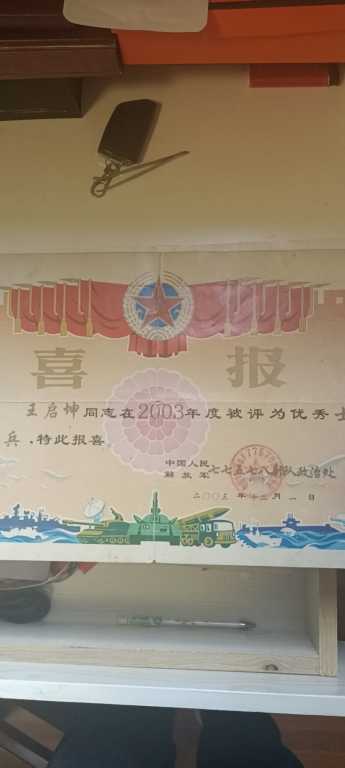 喜报
王启坤同志在2003年度被评为优秀士
兵，特此报喜
中国人民
解放军 七七五七八部队政治处
二〇〇三年十二月一日